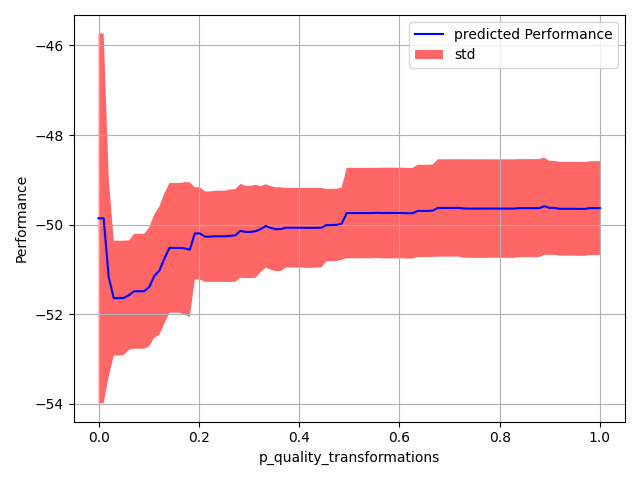 predicted Performance
std
Performance
−46
−48
−50
−52
−54
0.0 0.2 0.4 0.6 0.8 1.0
p_quality_transformations